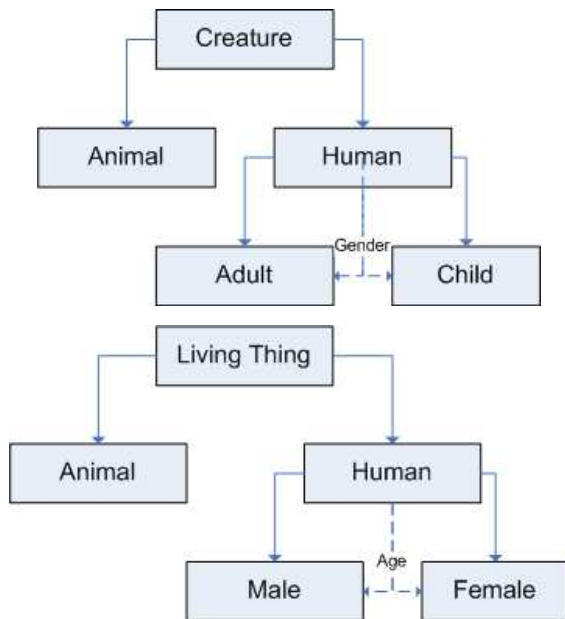 Creature
Animal
Human
Gender
Adult
Child
Living Thing
Animal
Human
Age
Male
Female